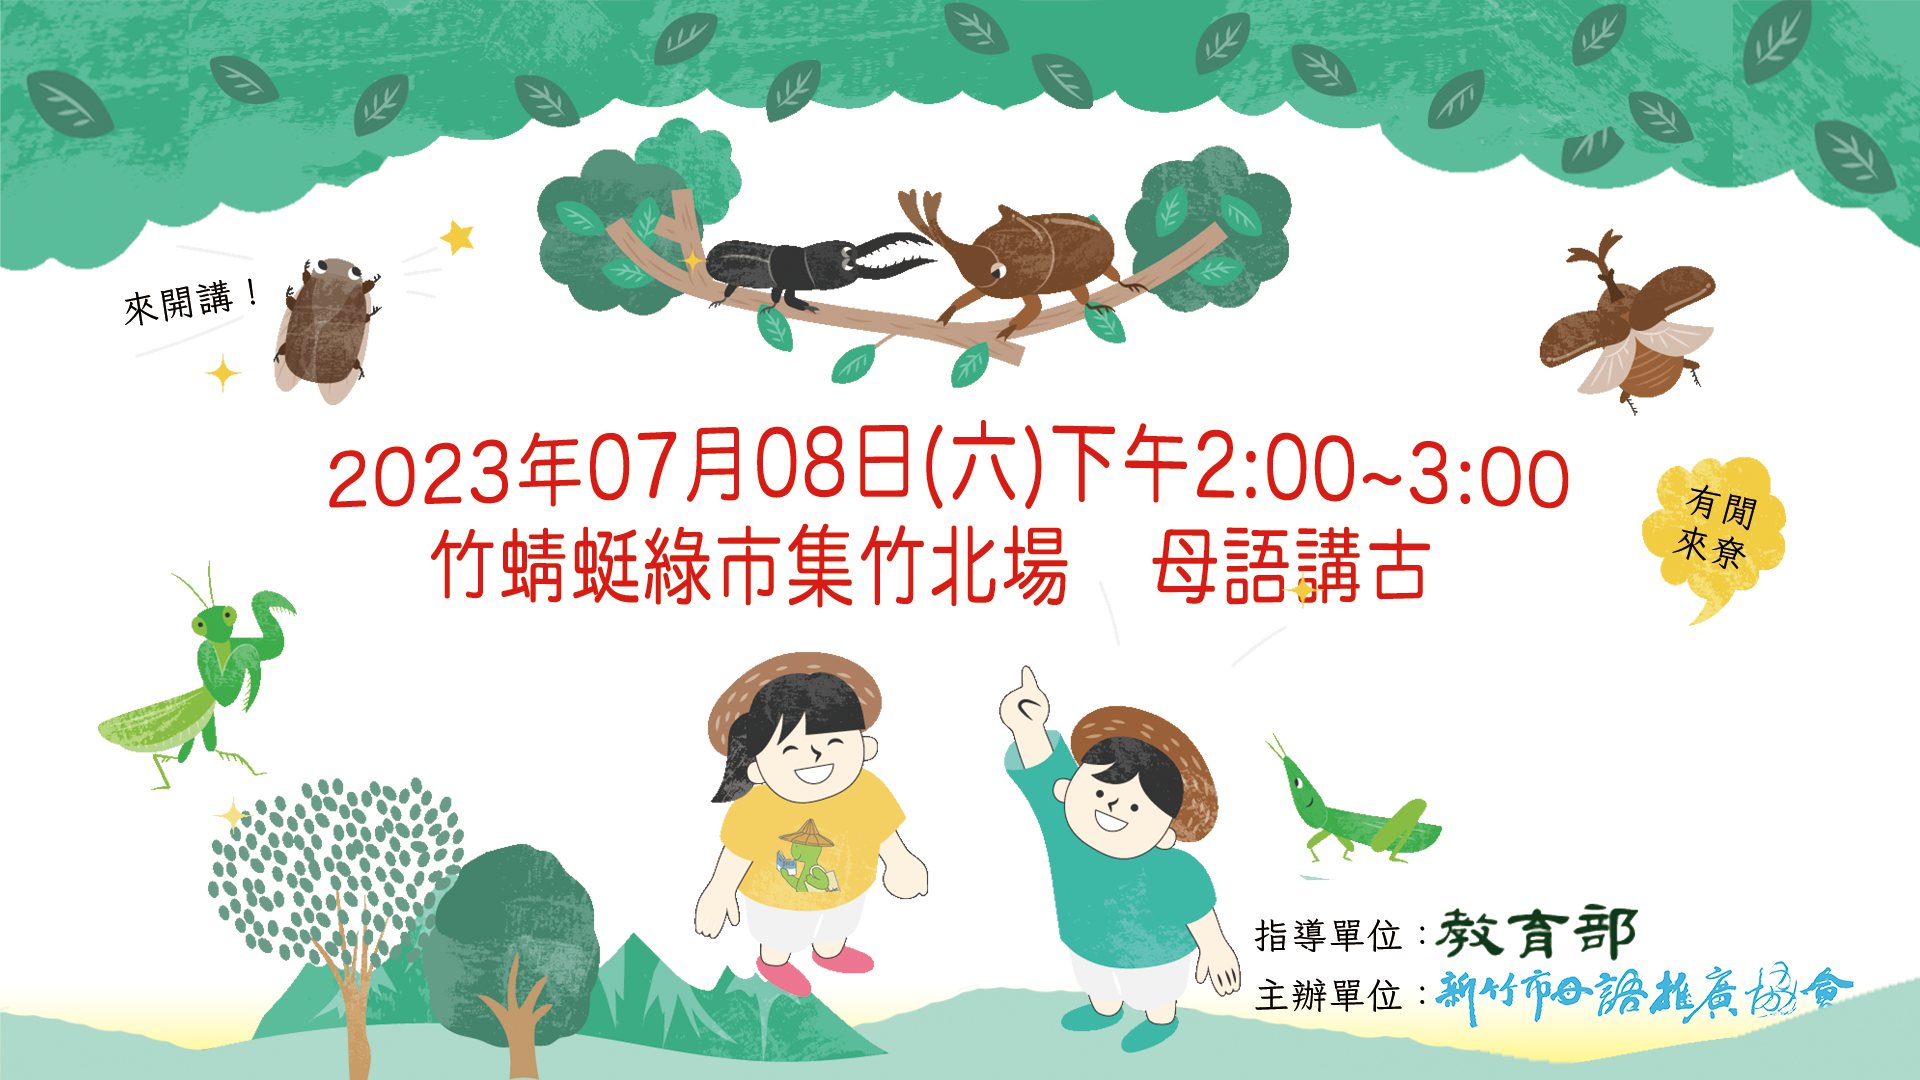 來開講！
2023年07月08日(六)下午2:00~3:00
竹蜻蜓綠市集竹北場　母語講古
有閒
來寮
指導單位：教育部
主辦單位：新竹市母語推廣協會